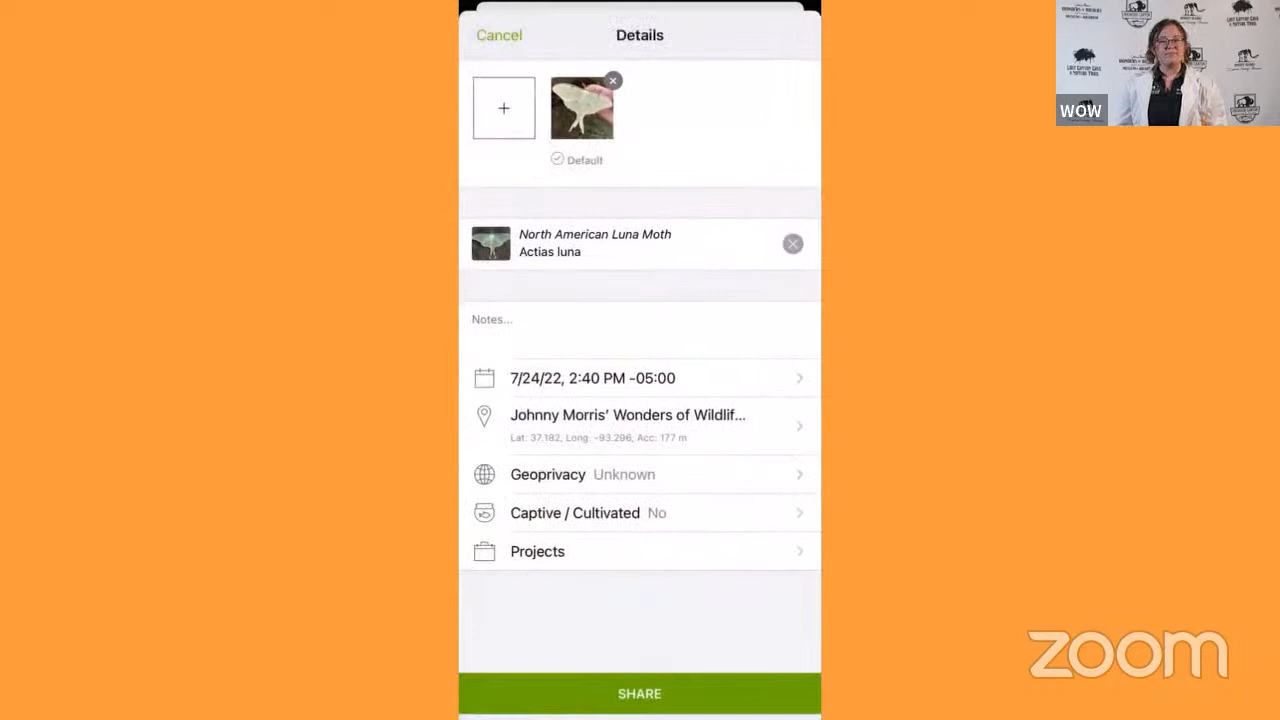 Cancel
Details
+
Default
North American Luna Moth
Actias luna
Notes...
7/24/22, 2:40 PM -05:00
Johnny Morris' Wonders of Wildlif...
Lat: 37.182, Long: -93.296, Acc: 177 m
Geoprivacy Unknown
Captive / Cultivated No
Projects
SHARE
WOW
zoom